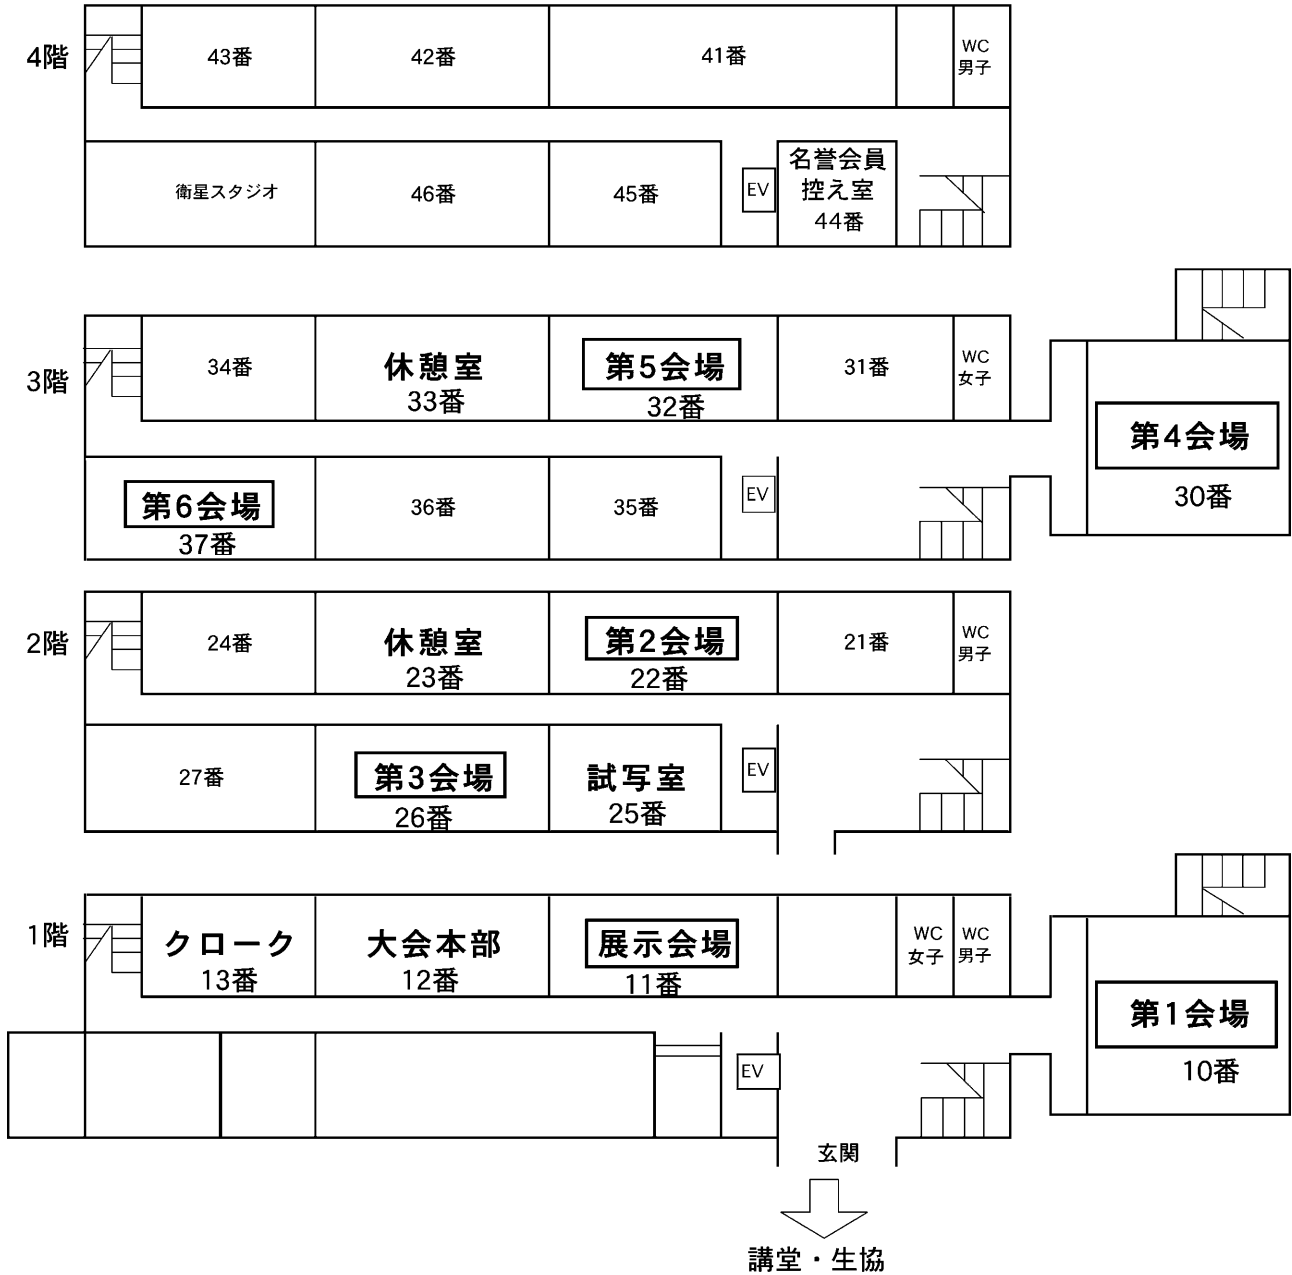 4階
43番
42番
41番
WC
男子
衛星スタジオ
46番
45番
EV
名誉会員
控え室
44番
3階
34番
休憩室
33番
第5会場
32番
31番
WC
女子
第4会場
30番
第6会場
37番
36番
35番
EV
2階
24番
休憩室
23番
第2会場
22番
21番
WC
男子
27番
第3会場
26番
試写室
25番
EV
1階
クローク
13番
大会本部
12番
展示会場
11番
WC
女子
WC
男子
第1会場
10番
EV
玄関
講堂・生協